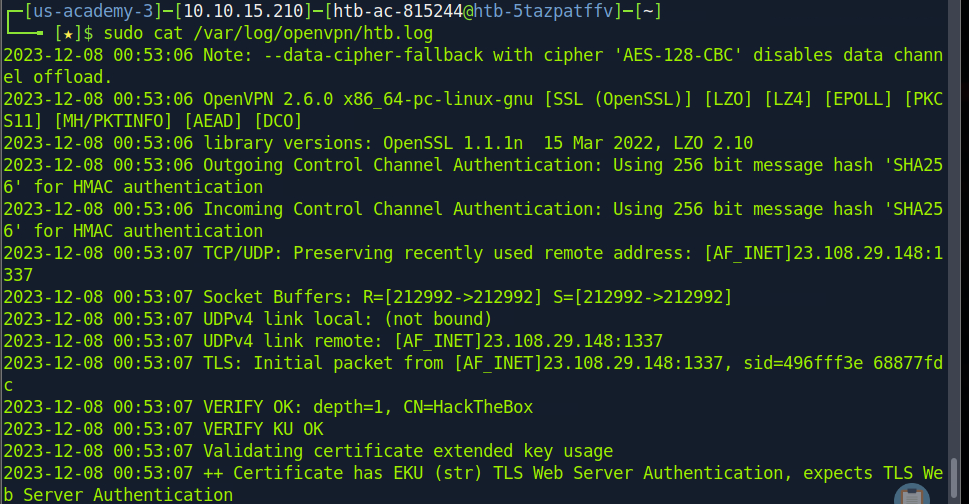 ┌─[us-academy-3]─[10.10.15.210]─[htb-ac-815244@htb-5tazpatffv]─[~]
└──╼ [★]$ sudo cat /var/log/openvpn/htb.log
2023-12-08 00:53:06 Note: --data-cipher-fallback with cipher 'AES-128-CBC' disables data chann
el offload.
2023-12-08 00:53:06 OpenVPN 2.6.0 x86_64-pc-linux-gnu [SSL (OpenSSL)] [LZO] [LZ4] [EPOLL] [PKC
S11] [MH/PKTINFO] [AEAD] [DCO]
2023-12-08 00:53:06 library versions: OpenSSL 1.1.1n  15 Mar 2022, LZO 2.10
2023-12-08 00:53:06 Outgoing Control Channel Authentication: Using 256 bit message hash 'SHA25
6' for HMAC authentication
2023-12-08 00:53:06 Incoming Control Channel Authentication: Using 256 bit message hash 'SHA25
6' for HMAC authentication
2023-12-08 00:53:07 TCP/UDP: Preserving recently used remote address: [AF_INET]23.108.29.148:1
337
2023-12-08 00:53:07 Socket Buffers: R=[212992->212992] S=[212992->212992]
2023-12-08 00:53:07 UDPv4 link local: (not bound)
2023-12-08 00:53:07 UDPv4 link remote: [AF_INET]23.108.29.148:1337
2023-12-08 00:53:07 TLS: Initial packet from [AF_INET]23.108.29.148:1337, sid=496fff3e 68877fd
c
2023-12-08 00:53:07 VERIFY OK: depth=1, CN=HackTheBox
2023-12-08 00:53:07 VERIFY KU OK
2023-12-08 00:53:07 Validating certificate extended key usage
2023-12-08 00:53:07 ++ Certificate has EKU (str) TLS Web Server Authentication, expects TLS We
b Server Authentication